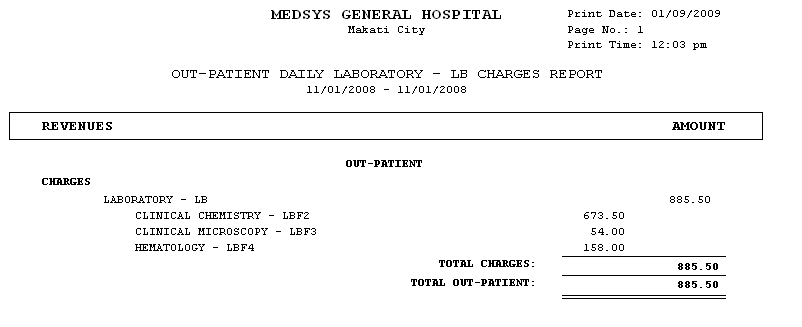 MEDSYS GENERAL HOSPITAL
Makati City
Print Date: 01/09/2009
Page No.: 1
Print Time: 12:03 pm
OUT-PATIENT DAILY LABORATORY - LB CHARGES REPORT
11/01/2008 - 11/01/2008
REVENUES AMOUNT
OUT-PATIENT
CHARGES
LABORATORY - LB 885.50
CLINICAL CHEMISTRY - LBF2 673.50
CLINICAL MICROSCOPY - LBF3 54.00
HEMATOLOGY - LBF4 158.00
TOTAL CHARGES: 885.50
TOTAL OUT-PATIENT: 885.50